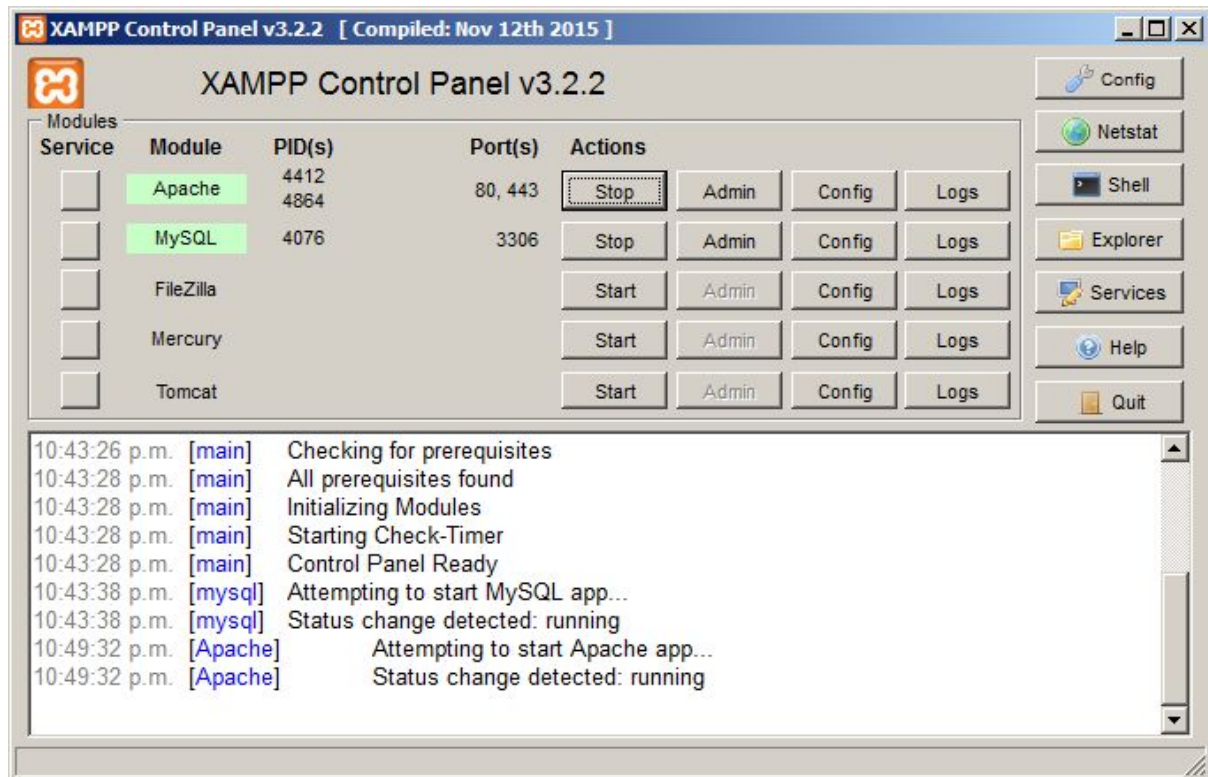 XAMPP Control Panel v3.2.2 [ Compiled: Nov 12th 2015 ]
XAMPP Control Panel v3.2.2
Config
Modules
Netstat
Service Module PID(s) Port(s) Actions
Apache 4412 4864 80, 443 Stop Admin Config Logs
Shell
MySQL 4076 3306 Stop Admin Config Logs
Explorer
FileZilla Start Admin Config Logs
Services
Mercury Start Admin Config Logs
Help
Tomcat Start Admin Config Logs
Quit
10:43:26 p.m. [main] Checking for prerequisites
10:43:28 p.m. [main] All prerequisites found
10:43:28 p.m. [main] Initializing Modules
10:43:28 p.m. [main] Starting Check-Timer
10:43:28 p.m. [main] Control Panel Ready
10:43:38 p.m. [mysql] Attempting to start MySQL app...
10:43:38 p.m. [mysql] Status change detected: running
10:49:32 p.m. [Apache] Attempting to start Apache app...
10:49:32 p.m. [Apache] Status change detected: running